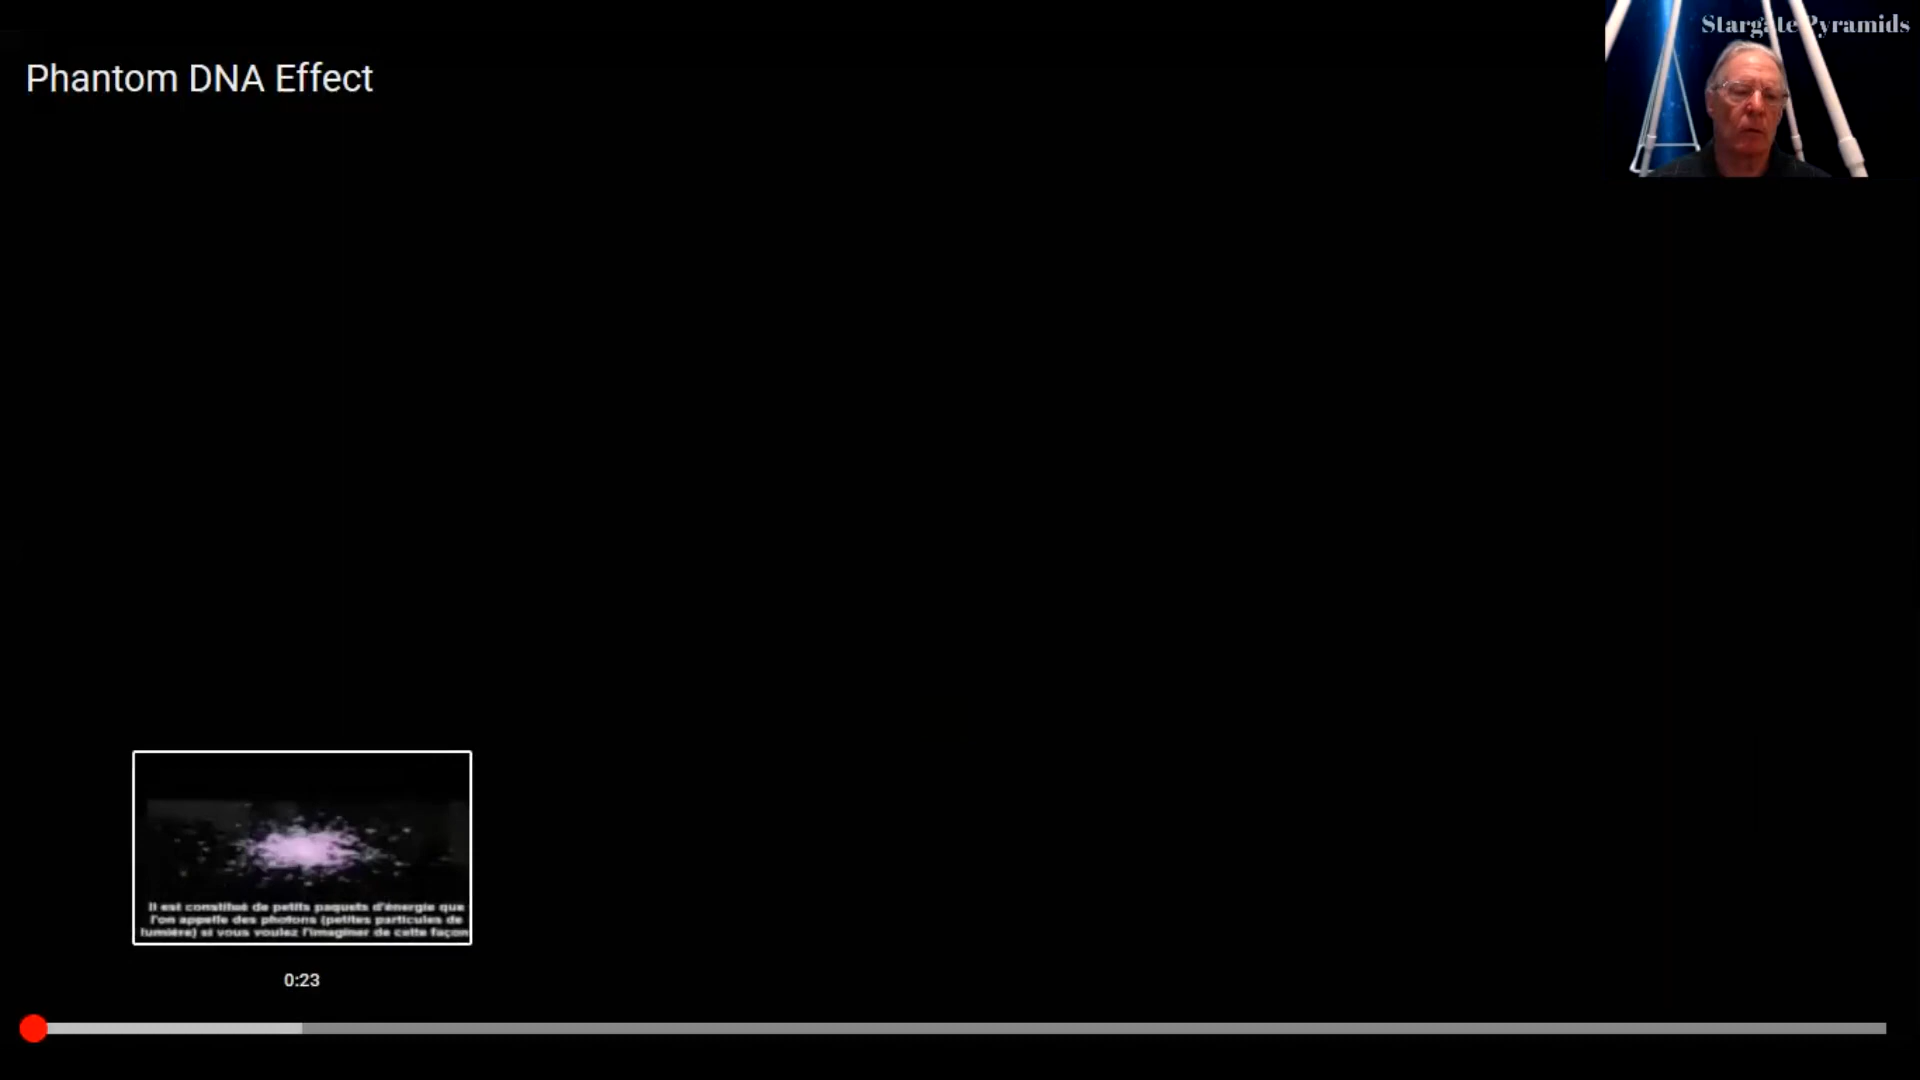 Stargate Pyramids
Phantom DNA Effect
Il est constitué de petits paquets d'énergie que
l'on appelle des photons (petites particules de
lumière) si vous voulez l'imaginer de cette façon
0:23